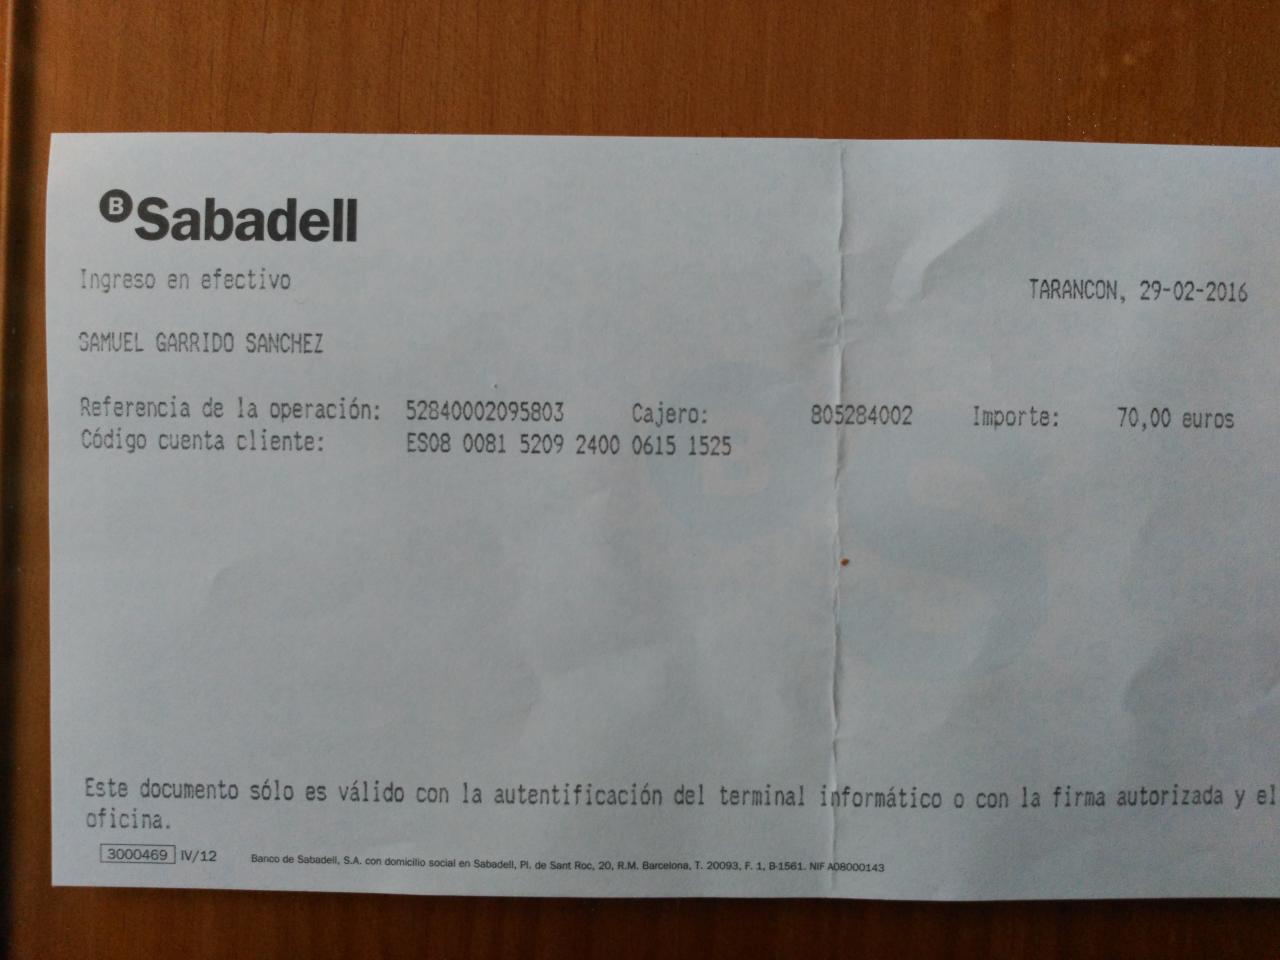 B Sabadell
Ingreso en efectivo
TARANCON, 29-02-2016
SAMUEL GARRIDO SANCHEZ
Referencia de la operación: 52840002095803 Cajero: 805284002 Importe: 70,00 euros
Código cuenta cliente: ES08 0081 5209 2400 0615 1525
Este documento sólo es válido con la autentificación del terminal informático o con la firma autorizada y el
oficina.
3000469 IV/12 Banco de Sabadell, S.A. con domicilio social en Sabadell, Pl. de Sant Roc, 20, R.M. Barcelona, T. 20093, F. 1, B-1561. NIF A08000143